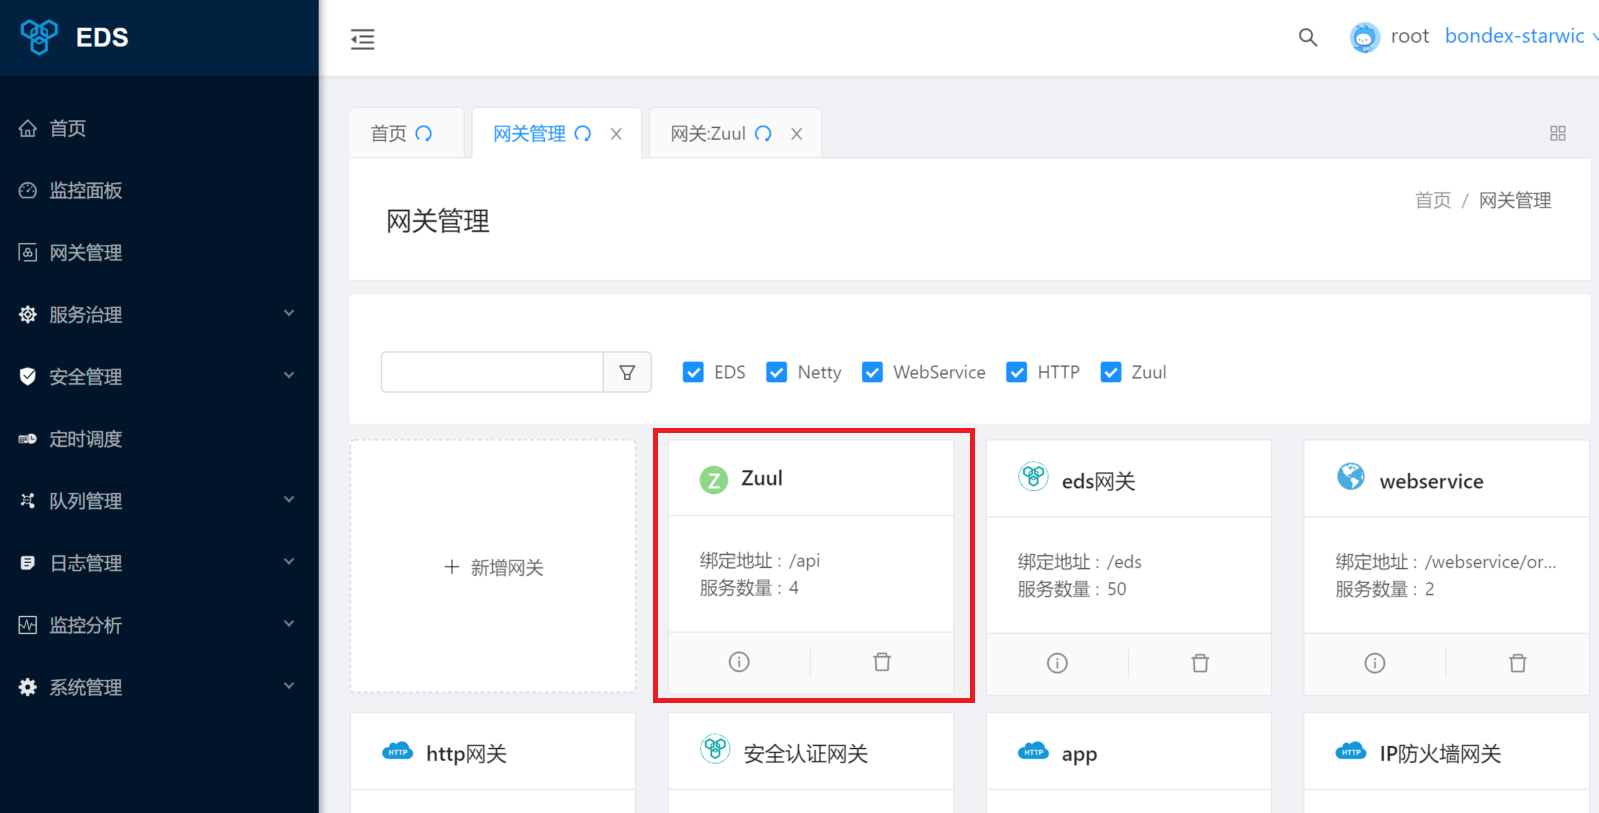 EDS
root bondex-starwic
首页
监控面板
网关管理
服务治理
安全管理
定时调度
队列管理
日志管理
监控分析
系统管理
首页 网关管理 网关:Zuul
网关管理
首页 / 网关管理
EDS Netty WebService HTTP Zuul
+ 新增网关
Z Zuul
绑定地址 : /api
服务数量 : 4
eds网关
绑定地址 : /eds
服务数量 : 50
webservice
绑定地址 : /webservice/or...
服务数量 : 2
HTTP http网关
安全认证网关
HTTP app
HTTP IP防火墙网关